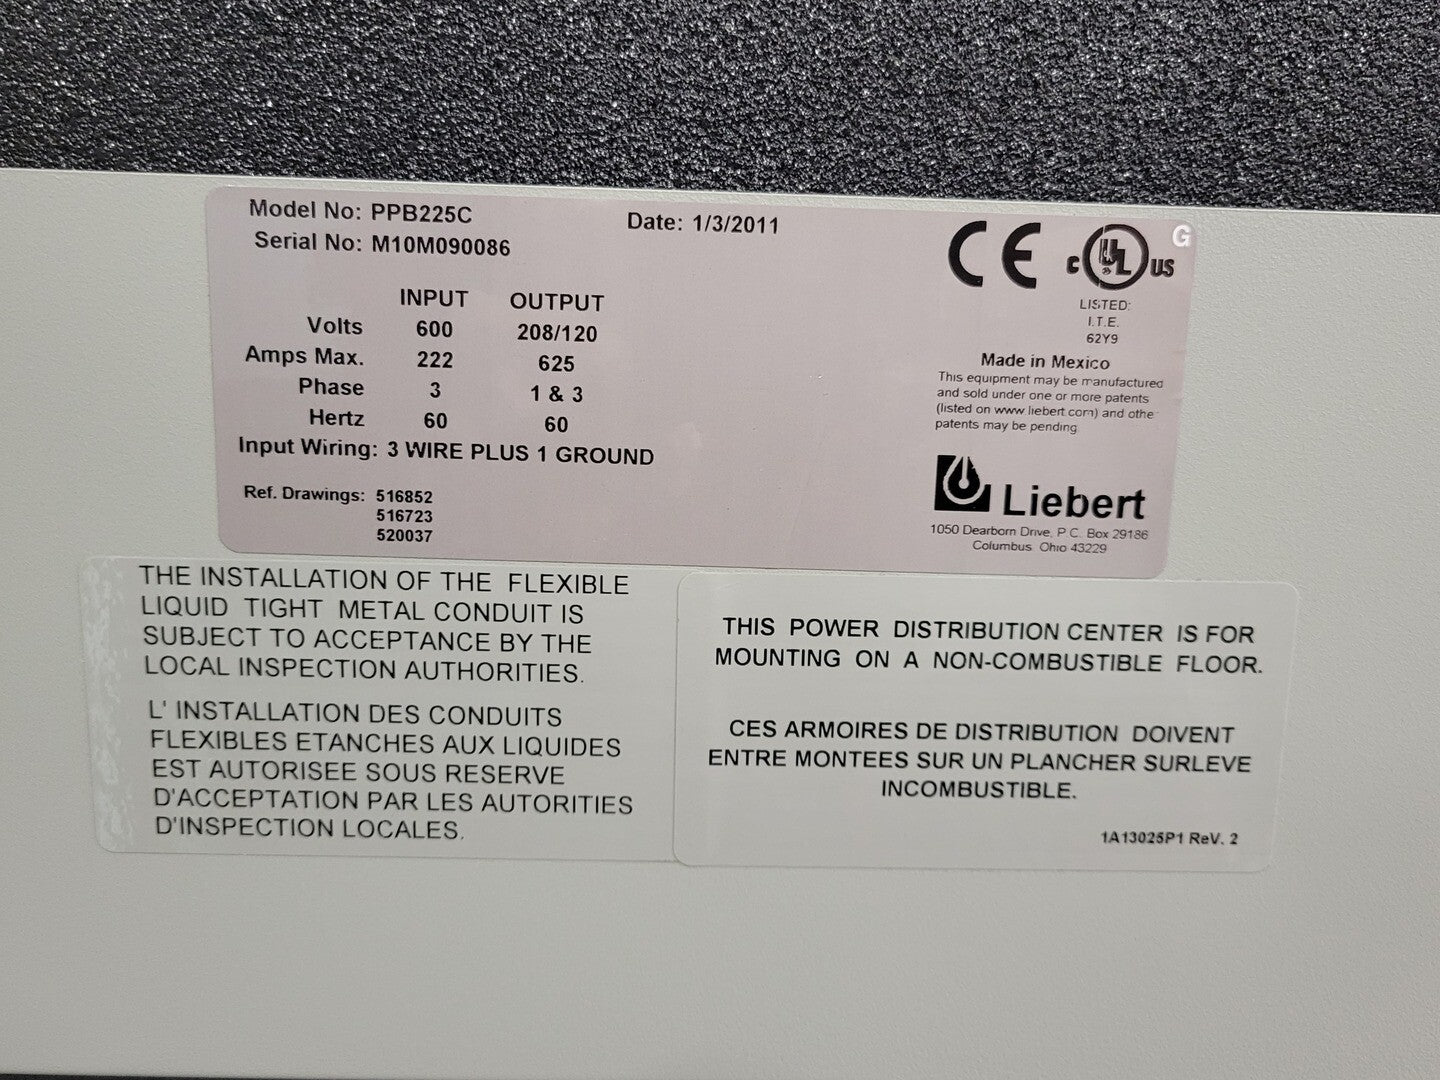 Model No: PPB225C
Serial No: M10M090086
Date: 1/3/2011
INPUT OUTPUT
Volts 600 208/120
Amps Max. 222 625
Phase 3 1 & 3
Hertz 60 60
Input Wiring: 3 WIRE PLUS 1 GROUND
Ref. Drawings: 516852
516723
520037
CE
C UL US
G
LISTED:
I.T.E.
62Y9
Made in Mexico
This equipment may be manufactured
and sold under one or more patents
(listed on www.liebert.com) and othe
patents may be pending
Liebert
1050 Dearborn Drive, P.C. Box 29186
Columbus Ohio 43229
THE INSTALLATION OF THE FLEXIBLE
LIQUID TIGHT METAL CONDUIT IS
SUBJECT TO ACCEPTANCE BY THE
LOCAL INSPECTION AUTHORITIES.
L' INSTALLATION DES CONDUITS
FLEXIBLES ETANCHES AUX LIQUIDES
EST AUTORISEE SOUS RESERVE
D'ACCEPTATION PAR LES AUTORITIES
D'INSPECTION LOCALES.
THIS POWER DISTRIBUTION CENTER IS FOR
MOUNTING ON A NON-COMBUSTIBLE FLOOR.
CES ARMOIRES DE DISTRIBUTION DOIVENT
ENTRE MONTEES SUR UN PLANCHER SURLEVE
INCOMBUSTIBLE.
1A13025P1 ReV. 2